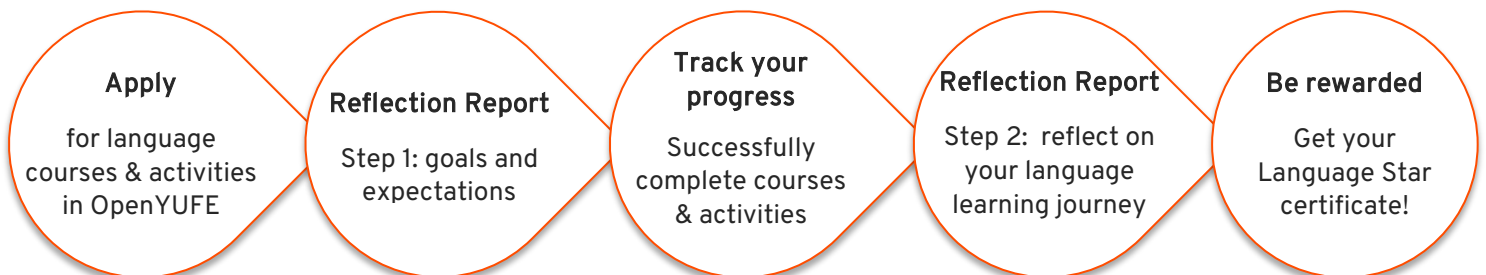 Apply
for language
courses & activities
in OpenYUFE
Reflection Report
Step 1: goals and
expectations
Track your
progress
Successfully
complete courses
& activities
Reflection Report
Step 2: reflect on
your language
learning journey
Be rewarded
Get your
Language Star
certificate!